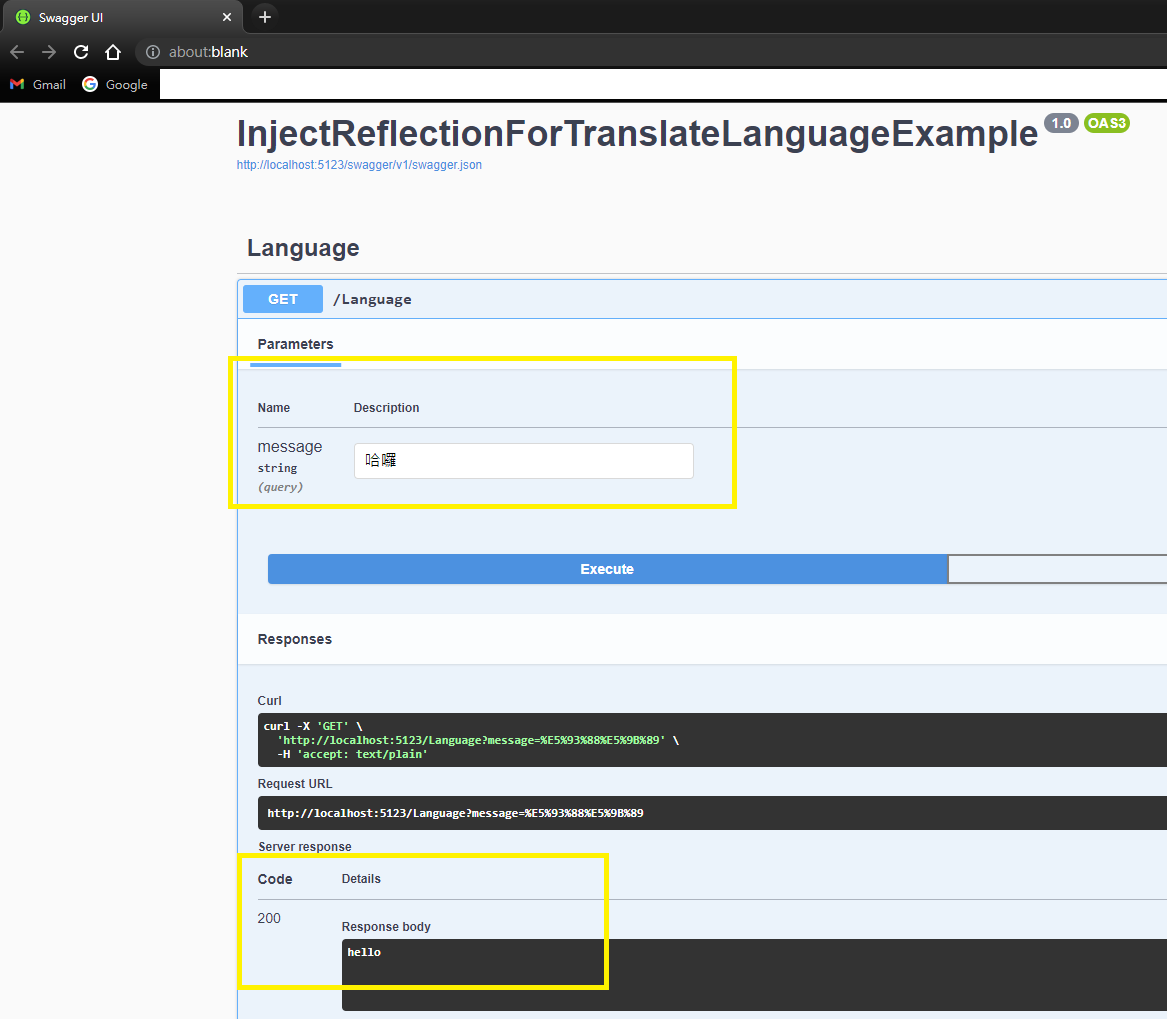 Swagger UI
about:blank
Gmail Google
InjectReflectionForTranslateLanguageExample 1.0 OAS3
http://localhost:5123/swagger/v1/swagger.json
Language
GET /Language
Parameters
Name Description
message
string
(query)
哈囉
Execute
Responses
Curl
curl -X 'GET' \
'http://localhost:5123/Language?message=%E5%93%88%E5%9B%89' \
-H 'accept: text/plain'
Request URL
http://localhost:5123/Language?message=%E5%93%88%E5%9B%89
Server response
Code Details
200
Response body
hello